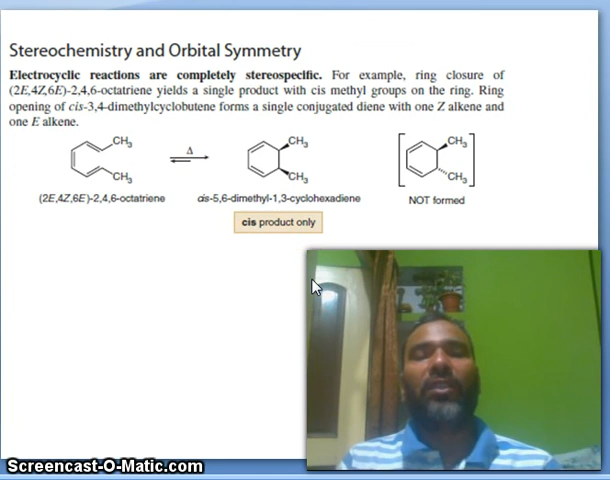 Stereochemistry and Orbital Symmetry
Electrocyclic reactions are completely stereospecific. For example, ring closure of
(2E,4Z,6E)-2,4,6-octatriene yields a single product with cis methyl groups on the ring. Ring
opening of cis-3,4-dimethylcyclobutene forms a single conjugated diene with one Z alkene and
one E alkene.
CH3 Δ CH3 CH3
CH3 CH3 CH3
(2E,4Z,6E)-2,4,6-octatriene cis-5,6-dimethyl-1,3-cyclohexadiene NOT formed
cis product only
Screencast-O-Matic.com